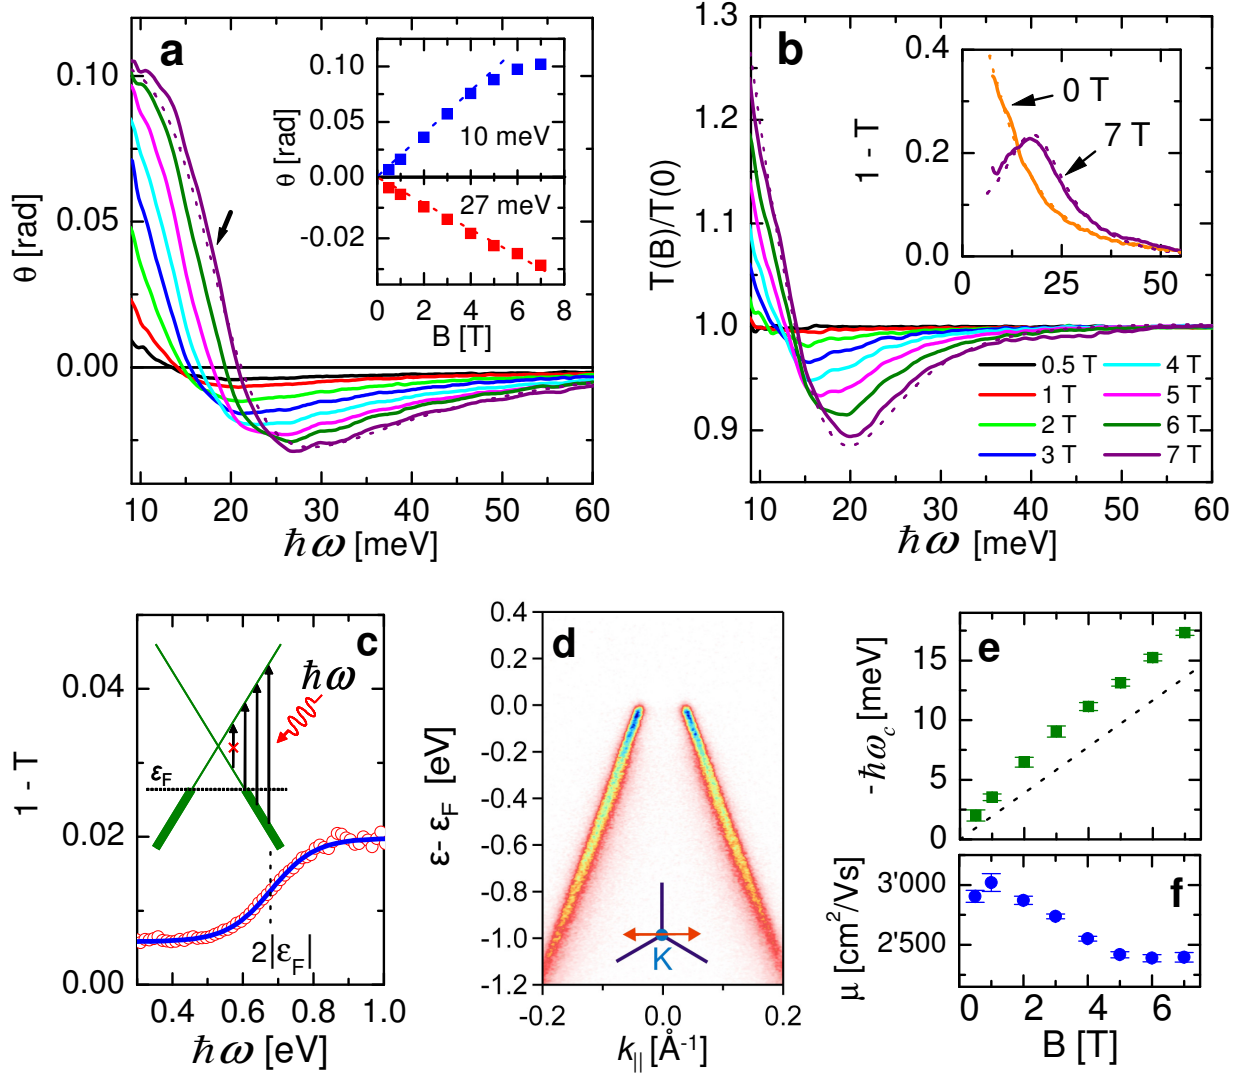 a
θ [rad]
0.10
0.05
0.00
10
20
30
40
50
60
ħω [meV]
θ [rad]
0.10
0.05
0.00
-0.02
10 meV
27 meV
0
2
4
6
8
B [T]
b
T(B)/T(0)
1.3
1.2
1.1
1.0
0.9
10
20
30
40
50
60
ħω [meV]
1 - T
0.4
0.2
0.0
0
25
50
0 T
7 T
0.5 T
1 T
2 T
3 T
4 T
5 T
6 T
7 T
c
1 - T
0.04
0.02
0.00
0.4
0.6
0.8
1.0
ħω [eV]
ħω
εF
2|εF|
d
ε- εF [eV]
0.4
0.2
0.0
-0.2
-0.4
-0.6
-0.8
-1.0
-1.2
-0.2
0.0
0.2
k|| [Å-1]
K
e
-ħωc [meV]
15
10
5
0
f
μ [cm2/Vs]
3'000
2'500
0
2
4
6
B [T]